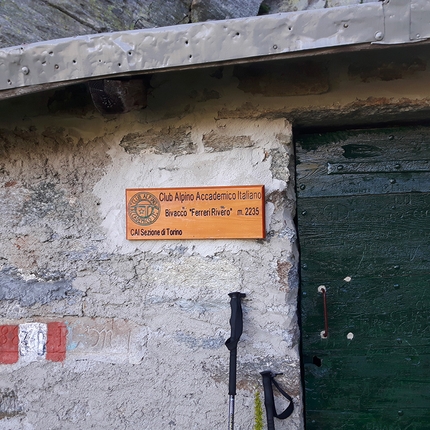 Club Alpino Accademico Italiano
Bivacco "Ferreri Rivero" m. 2235
CAI Sezione di Torino